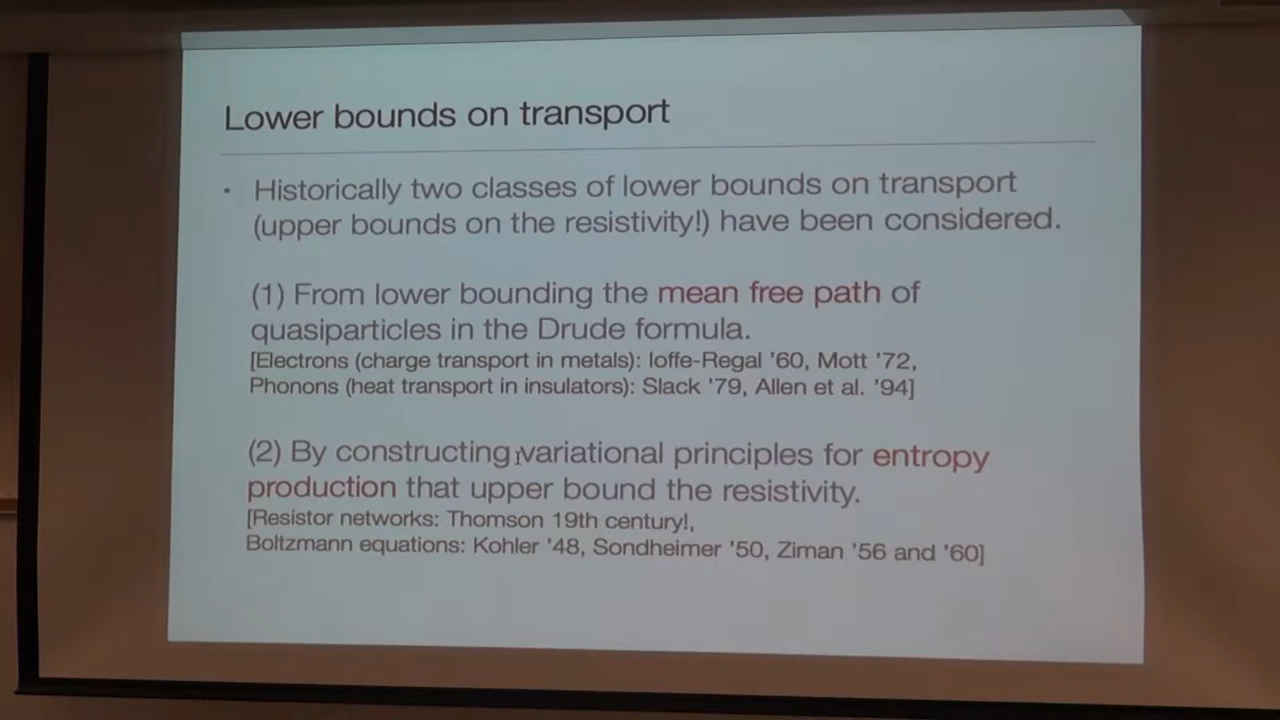 Lower bounds on transport
• Historically two classes of lower bounds on transport
(upper bounds on the resistivity!) have been considered.
(1) From lower bounding the mean free path of
quasiparticles in the Drude formula.
[Electrons (charge transport in metals): Ioffe-Regal '60, Mott '72,
Phonons (heat transport in insulators): Slack '79, Allen et al. '94]
(2) By constructing variational principles for entropy
production that upper bound the resistivity.
[Resistor networks: Thomson 19th century!,
Boltzmann equations: Kohler '48, Sondheimer '50, Ziman '56 and '60]